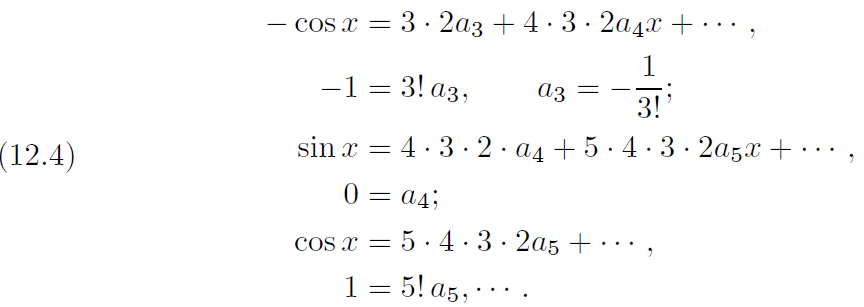 − cos x = 3 · 2a₃ + 4 · 3 · 2a₄x + · · · ,
−1 = 3! a₃, a₃ = −1/3!;
(12.4) sin x = 4 · 3 · 2 · a₄ + 5 · 4 · 3 · 2a₅x + · · · ,
0 = a₄;
cos x = 5 · 4 · 3 · 2a₅ + · · · ,
1 = 5! a₅, · · · .